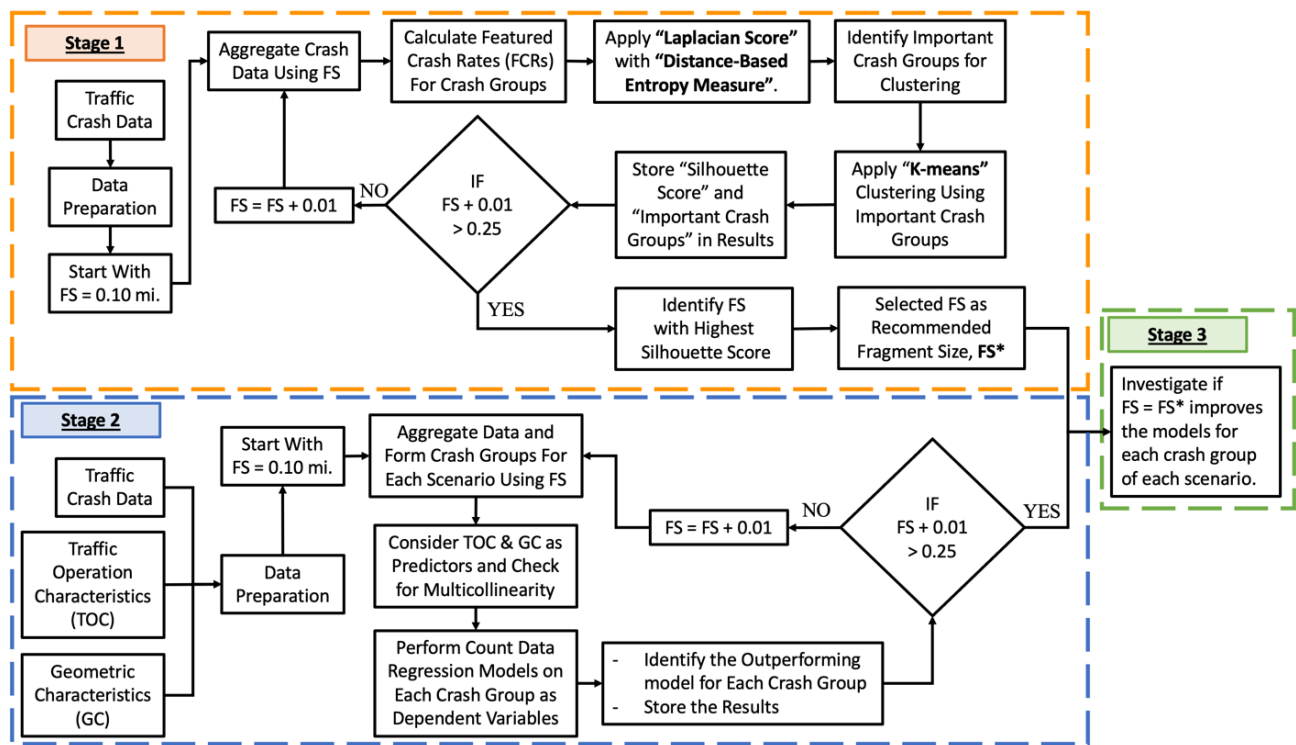 Stage 1
Traffic
Crash Data
Data
Preparation
Start With
FS = 0.10 mi.
Aggregate Crash
Data Using FS
Calculate Featured
Crash Rates (FCRs)
For Crash Groups
Apply “Laplacian Score”
with “Distance-Based
Entropy Measure”.
Identify Important
Crash Groups for
Clustering
Apply “K-means”
Clustering Using
Important Crash
Groups
Store “Silhouette
Score” and
“Important Crash
Groups” in Results
IF
FS + 0.01
> 0.25
NO
FS = FS + 0.01
YES
Identify FS
with Highest
Silhouette Score
Selected FS as
Recommended
Fragment Size, FS*
Stage 2
Traffic
Crash Data
Traffic
Operation
Characteristics
(TOC)
Geometric
Characteristics
(GC)
Data
Preparation
Start With
FS = 0.10 mi.
Aggregate Data and
Form Crash Groups For
Each Scenario Using FS
Consider TOC & GC as
Predictors and Check
for Multicollinearity
Perform Count Data
Regression Models on
Each Crash Group as
Dependent Variables
- Identify the Outperforming
model for Each Crash Group
- Store the Results
IF
FS + 0.01
> 0.25
NO
FS = FS + 0.01
YES
Stage 3
Investigate if
FS = FS* improves
the models for
each crash group
of each scenario.